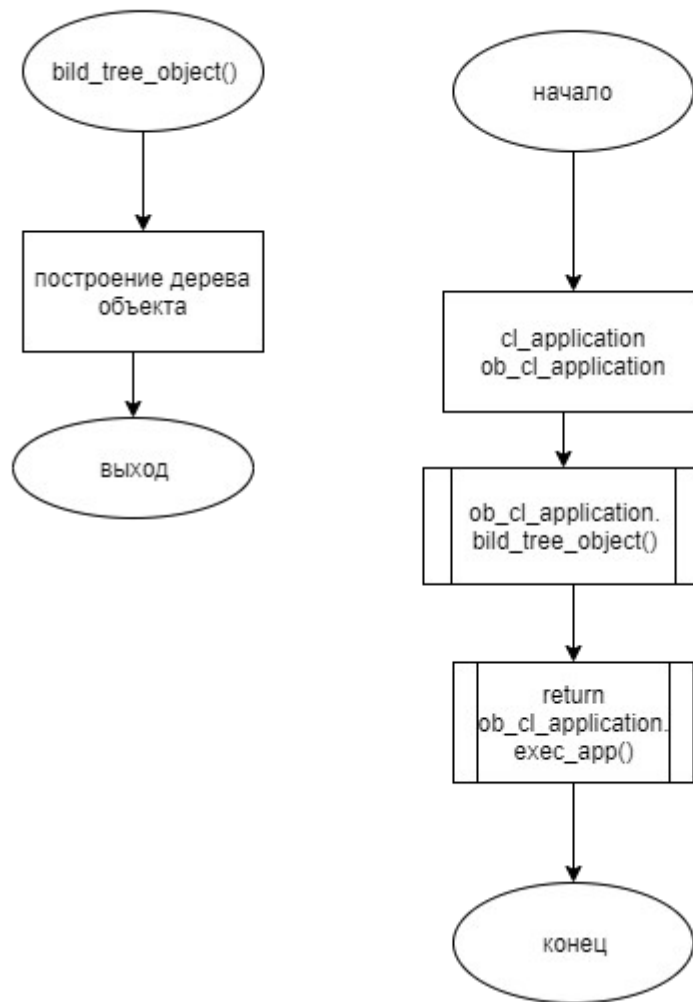 bild_tree_object()
построение дерева
объекта
выход
начало
cl_application
ob_cl_application
ob_cl_application.
bild_tree_object()
return
ob_cl_application.
exec_app()
конец